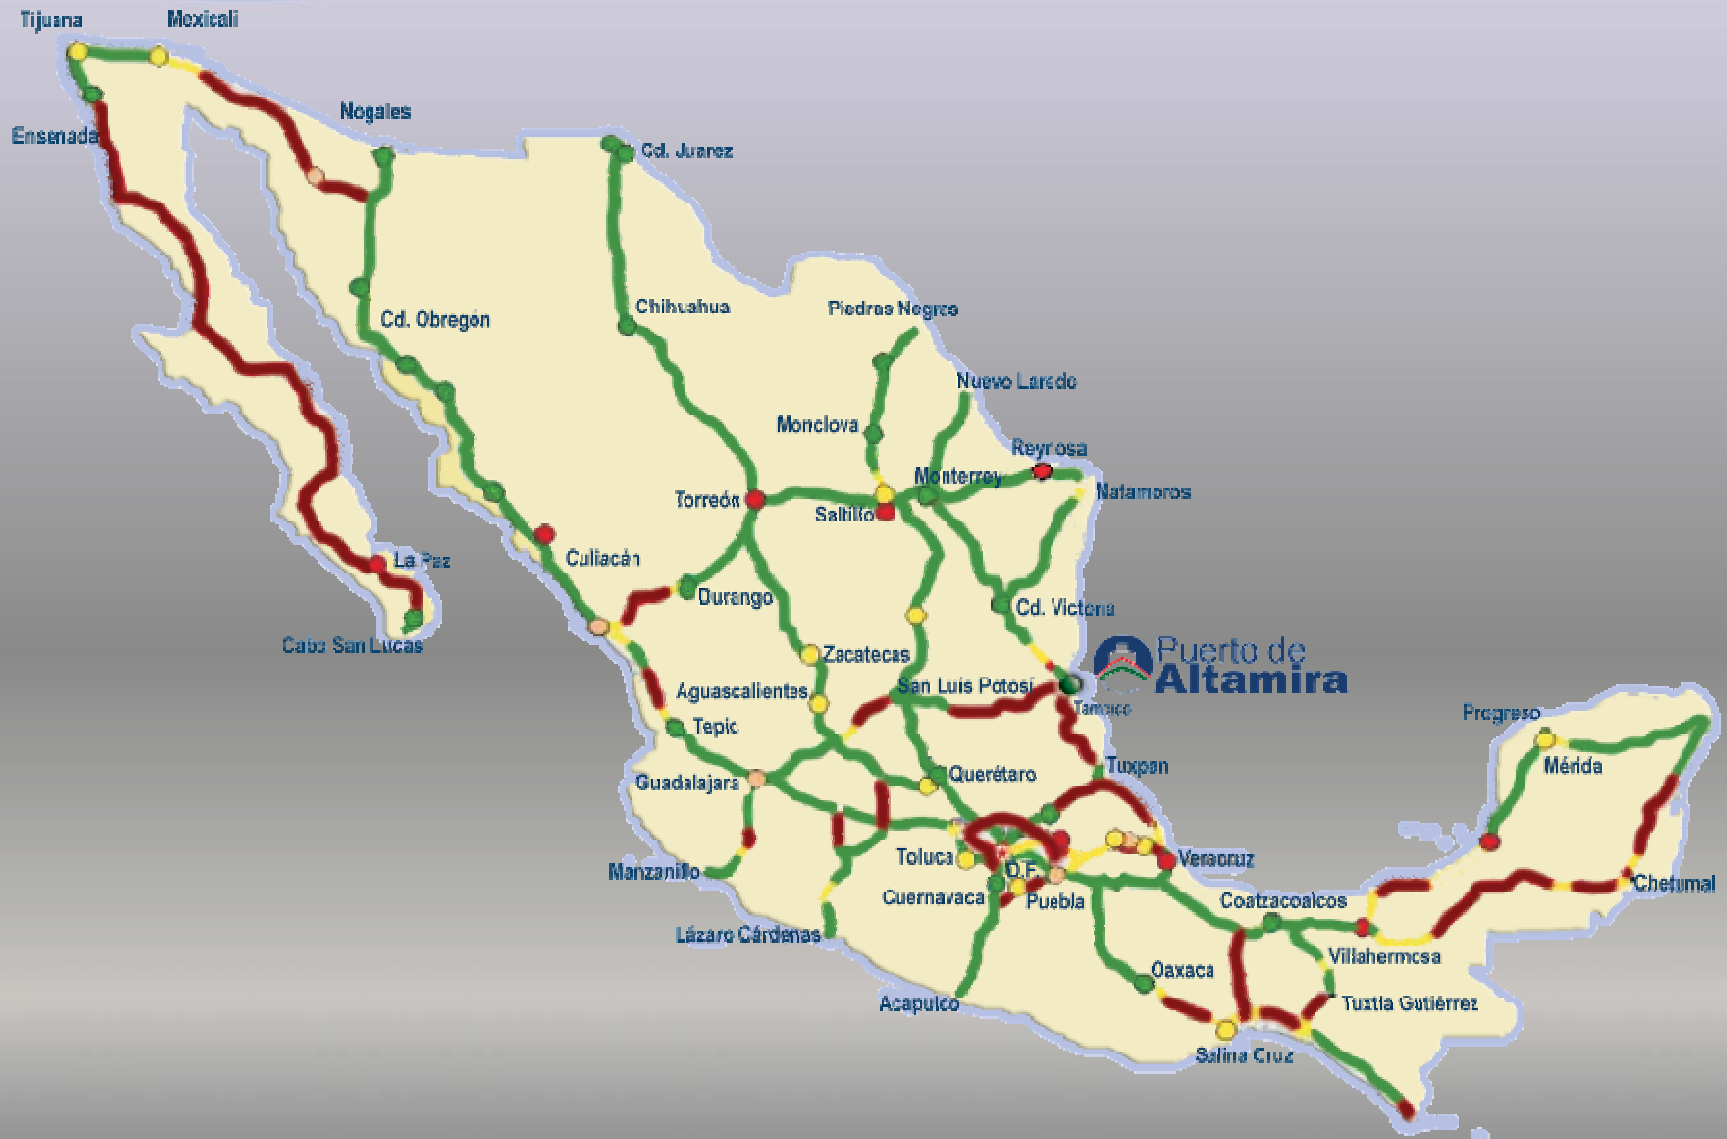 Tijuana
Mexicali
Nogales
Ensenada
Cd. Juarez
Cd. Obregón
Chihuahua
Piedras Negras
Nuevo Laredo
Monclova
Reynosa
Monterrey
Torreón
Saltillo
Natamoros
Culiacán
La Paz
Durango
Cd. Victoria
Cabo San Lucas
Zacatecas
Puerto de
Altamira
San Luis Potosí
Aguascalientes
Tampico
Tepic
Progreso
Tuxpan
Mérida
Querétaro
Guadalajara
Toluca
D.F.
Veracruz
Manzanillo
Cuernavaca
Puebla
Coatzacoalcos
Chetumal
Lázaro Cárdenas
Villahermosa
Oaxaca
Acapulco
Tuxtla Gutiérrez
Salina Cruz